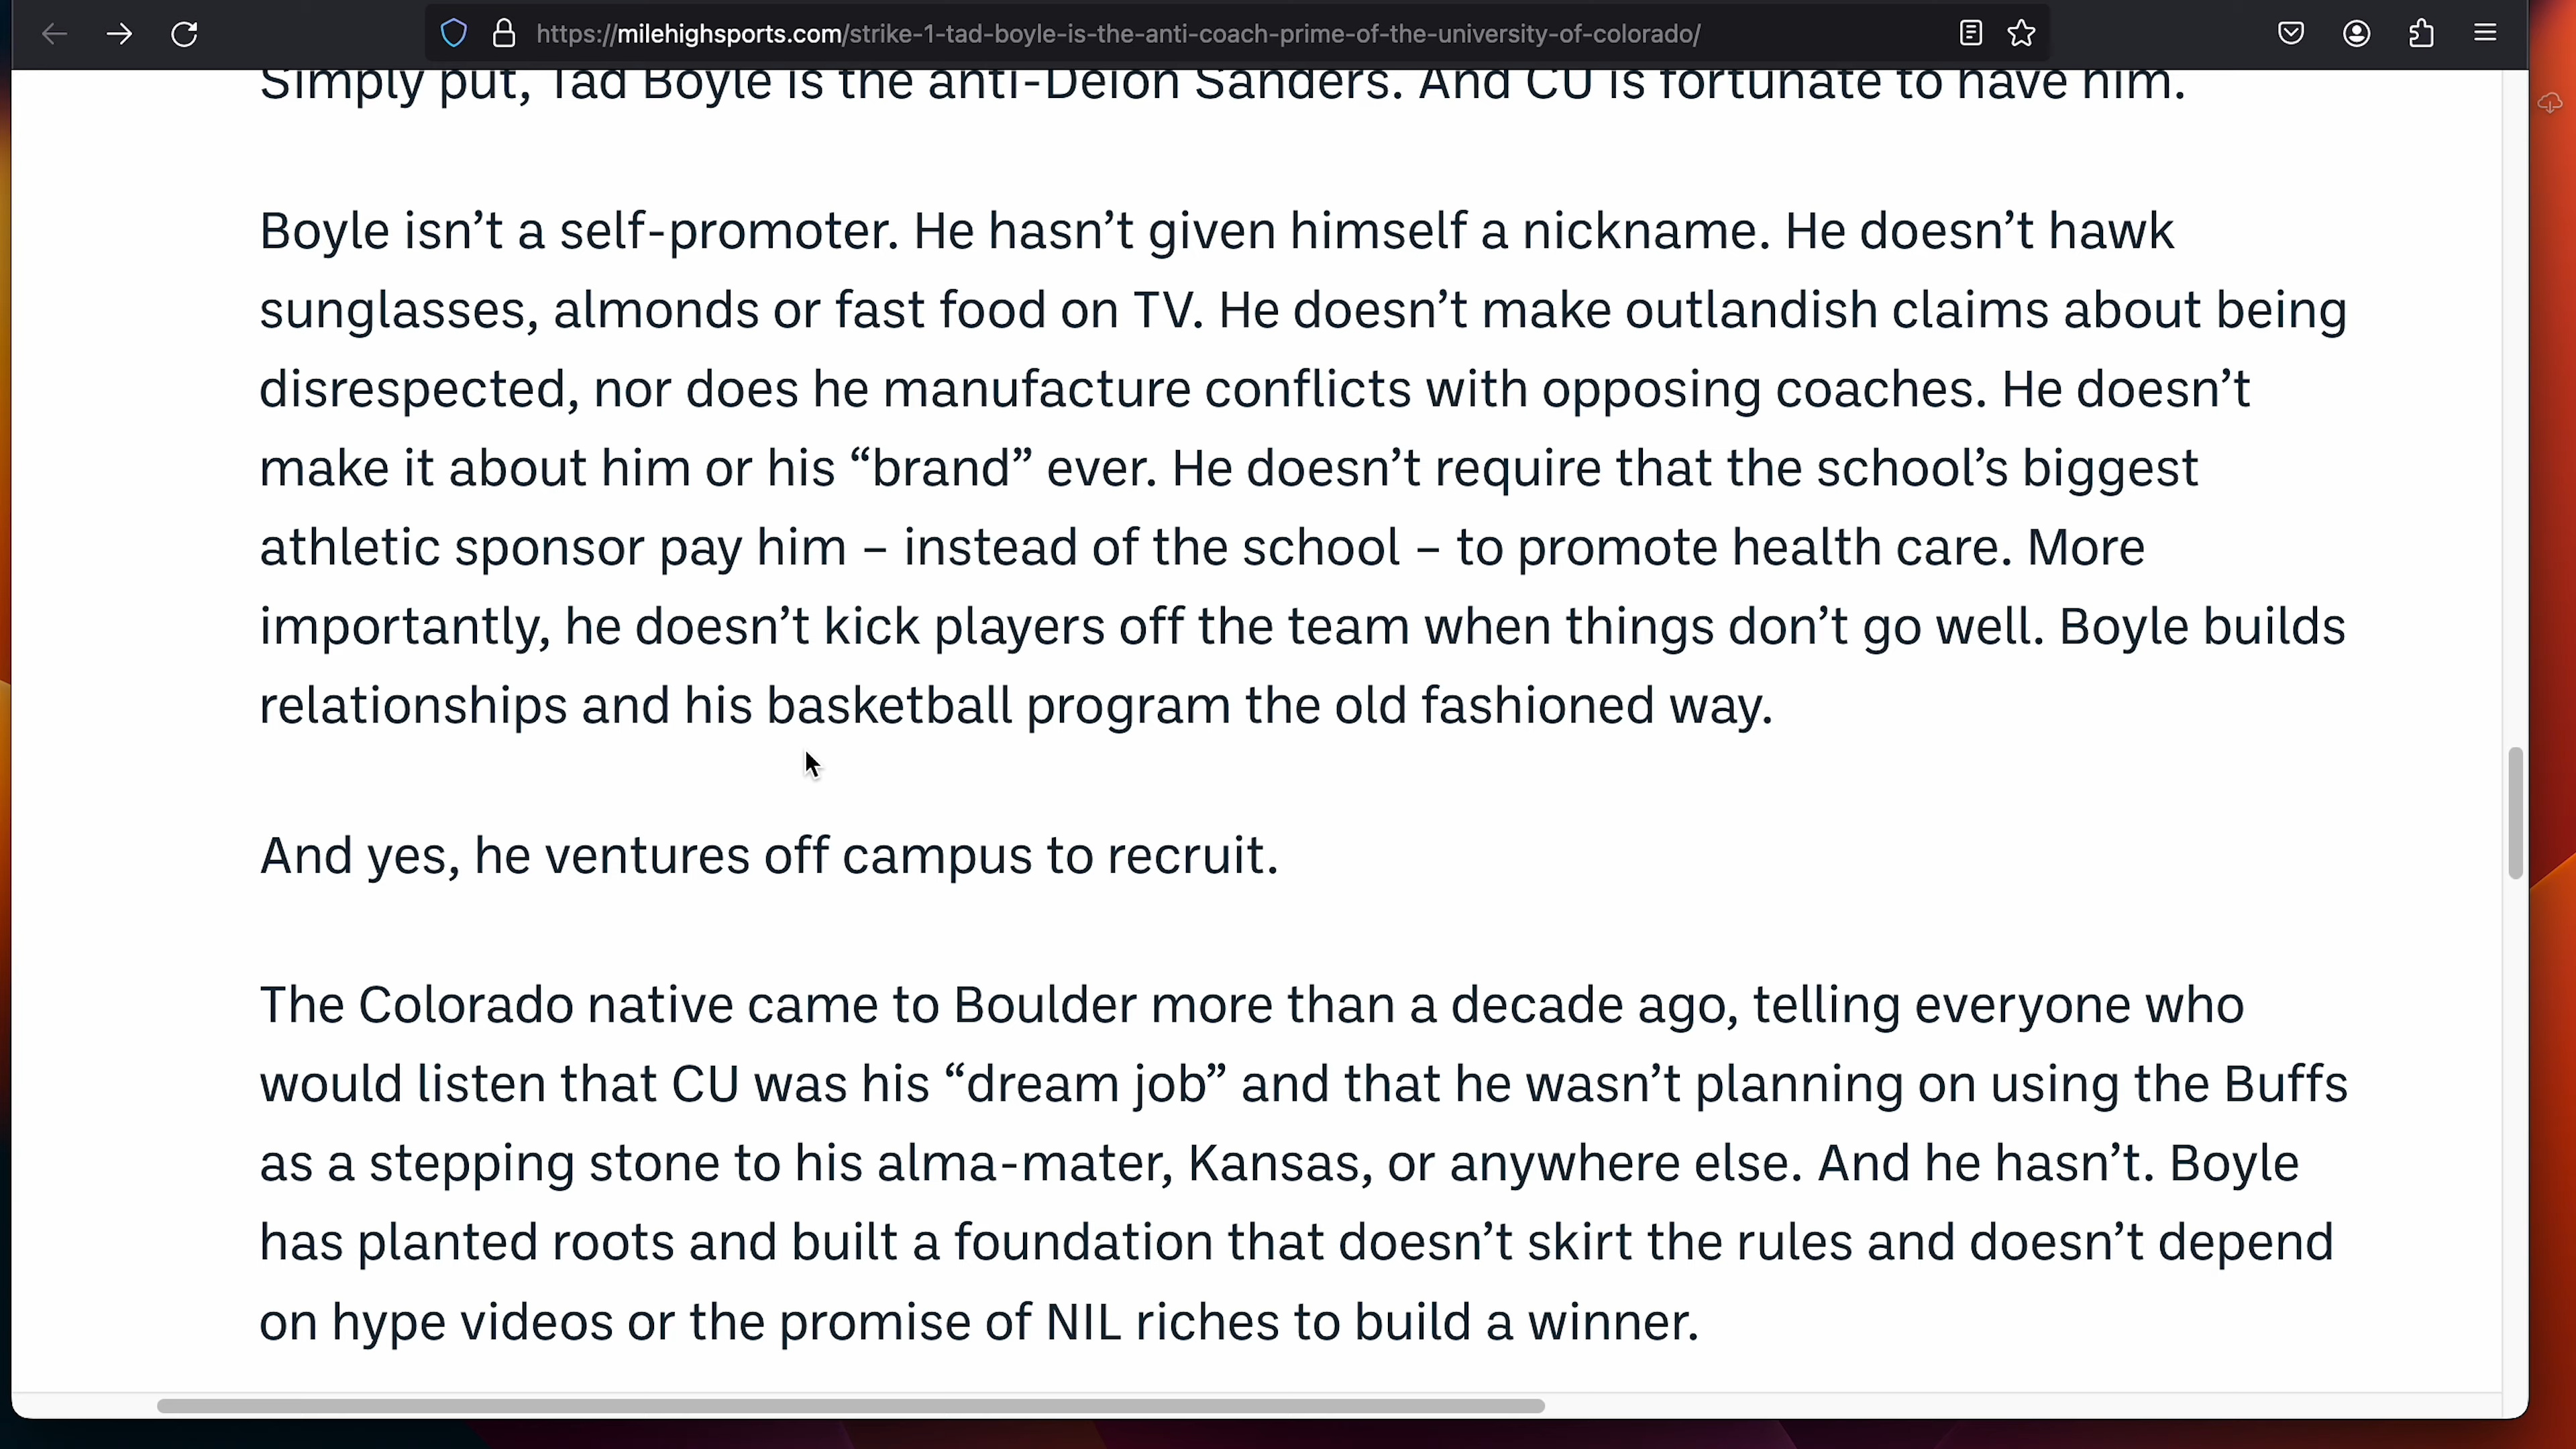 https://milehighsports.com/strike-1-tad-boyle-is-the-anti-coach-prime-of-the-university-of-colorado/
Simply put, Tad Boyle is the anti-Deion Sanders. And CU is fortunate to have him.
Boyle isn’t a self-promoter. He hasn’t given himself a nickname. He doesn’t hawk
sunglasses, almonds or fast food on TV. He doesn’t make outlandish claims about being
disrespected, nor does he manufacture conflicts with opposing coaches. He doesn’t
make it about him or his “brand” ever. He doesn’t require that the school’s biggest
athletic sponsor pay him – instead of the school – to promote health care. More
importantly, he doesn’t kick players off the team when things don’t go well. Boyle builds
relationships and his basketball program the old fashioned way.
And yes, he ventures off campus to recruit.
The Colorado native came to Boulder more than a decade ago, telling everyone who
would listen that CU was his “dream job” and that he wasn’t planning on using the Buffs
as a stepping stone to his alma-mater, Kansas, or anywhere else. And he hasn’t. Boyle
has planted roots and built a foundation that doesn’t skirt the rules and doesn’t depend
on hype videos or the promise of NIL riches to build a winner.